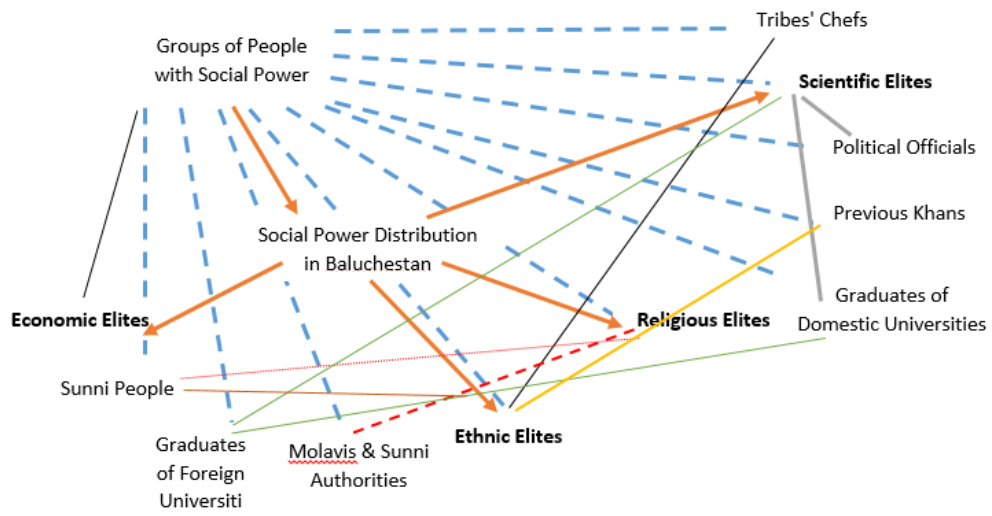 Tribes' Chefs
Groups of People
with Social Power
Scientific Elites
Political Officials
Previous Khans
Social Power Distribution
in Baluchestan
Graduates of
Domestic Universities
Economic Elites
Religious Elites
Sunni People
Ethnic Elites
Graduates
of Foreign
Universiti
Molavis & Sunni
Authorities